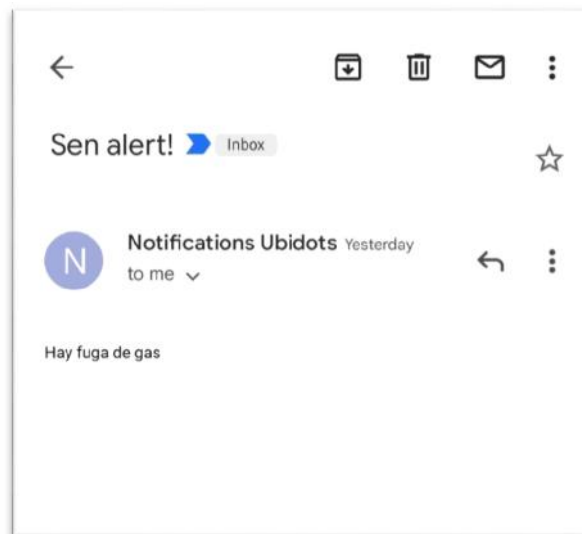 Sen alert! Inbox
N
Notifications Ubidots Yesterday
to me
Hay fuga de gas